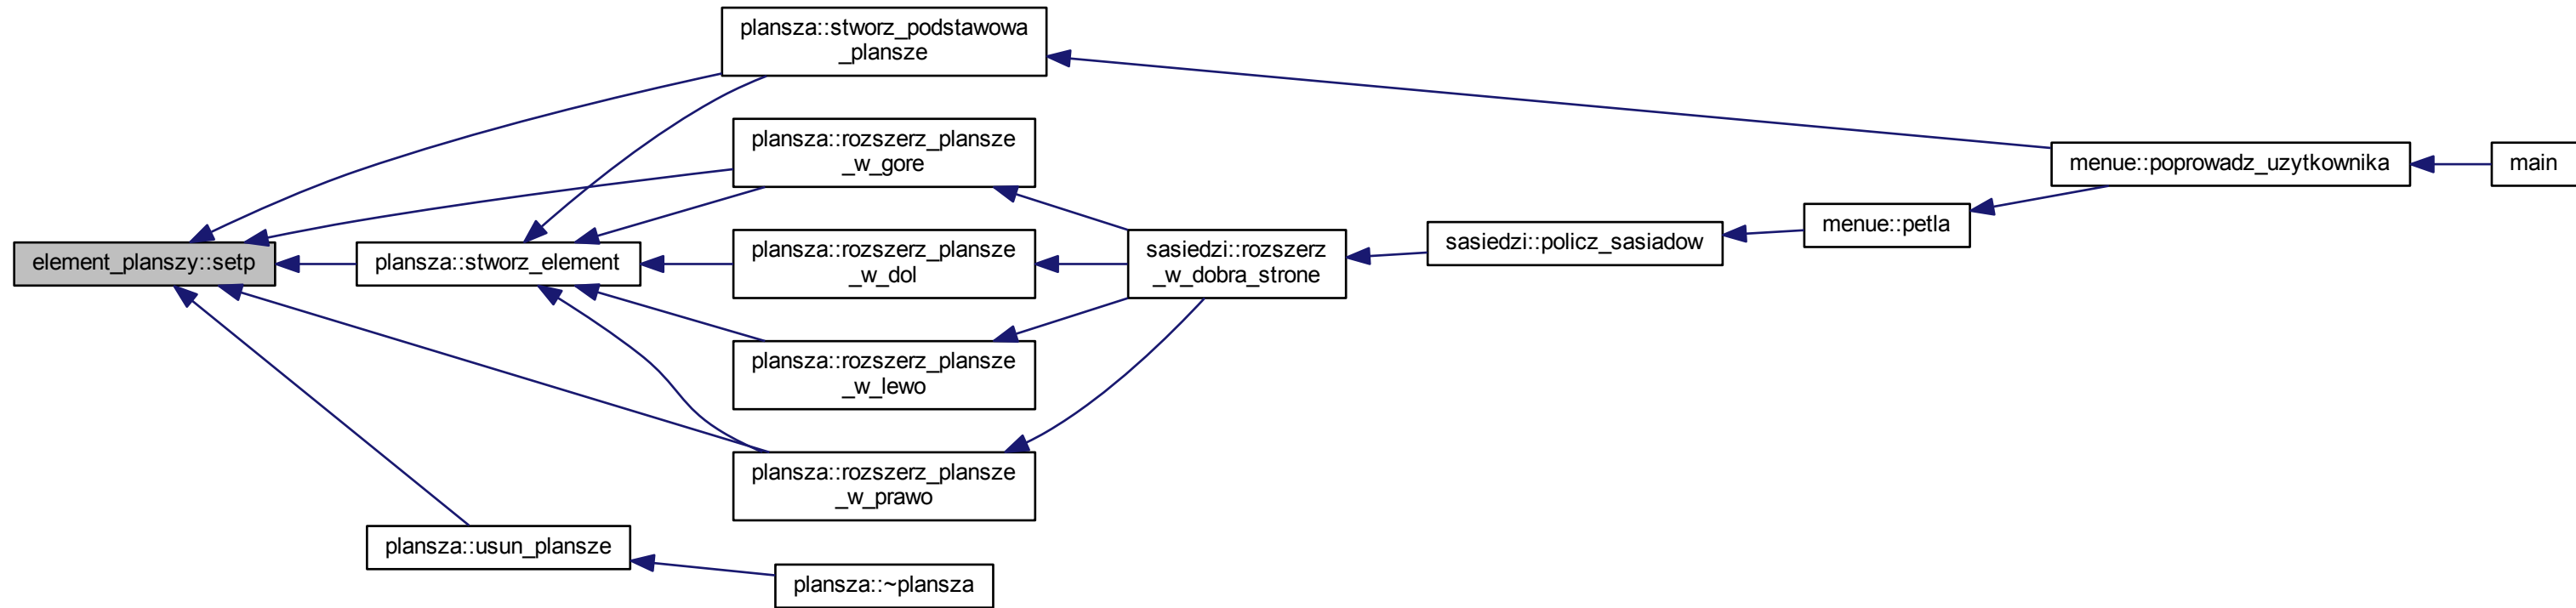 plansza::stworz_podstawowa
_plansze
plansza::rozszerz_plansze
_w_gore
menue::poprowadz_uzytkownika
main
element_planszy::setp
plansza::stworz_element
plansza::rozszerz_plansze
_w_dol
sasiedzi::rozszerz
_w_dobra_strone
sasiedzi::policz_sasiadow
menue::petla
plansza::rozszerz_plansze
_w_lewo
plansza::rozszerz_plansze
_w_prawo
plansza::usun_plansze
plansza::~plansza